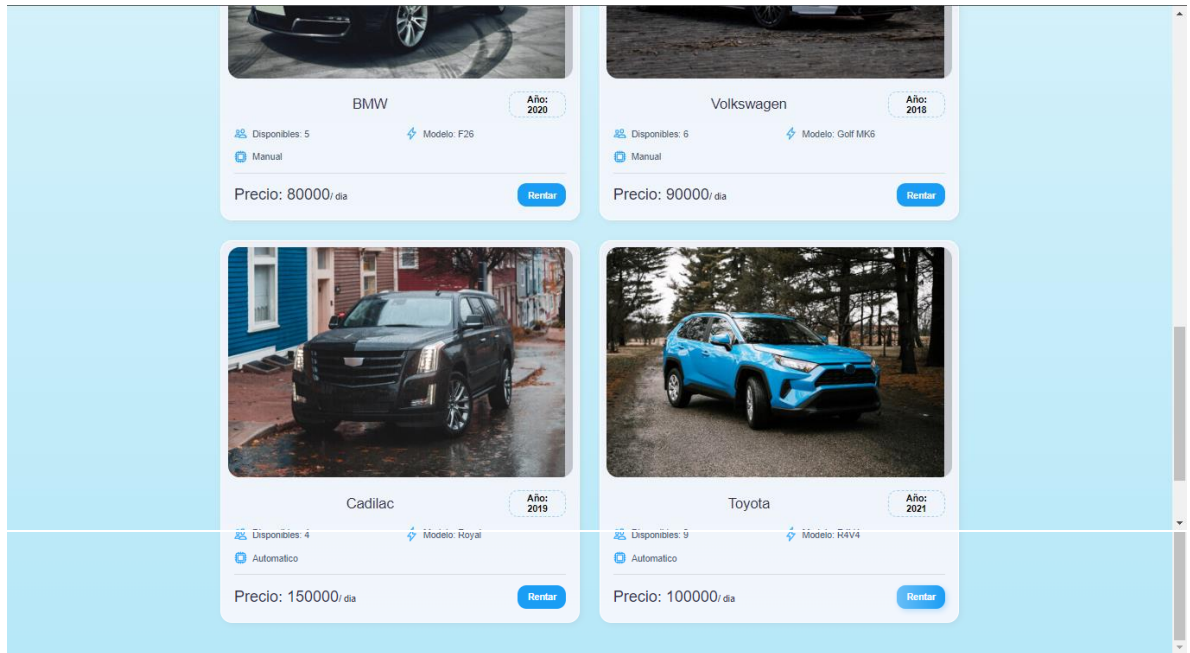 BMW
Año:
2020
Disponibles: 5 Modelo: F26
Manual
Precio: 80000/ dia Rentar
Volkswagen
Año:
2018
Disponibles: 6 Modelo: Golf MK6
Manual
Precio: 90000/ dia Rentar
Cadilac
Año:
2019
Disponibles: 4 Modelo: Royal
Automatico
Precio: 150000/ dia Rentar
Toyota
Año:
2021
Disponibles: 9 Modelo: R4V4
Automatico
Precio: 100000/ dia Rentar